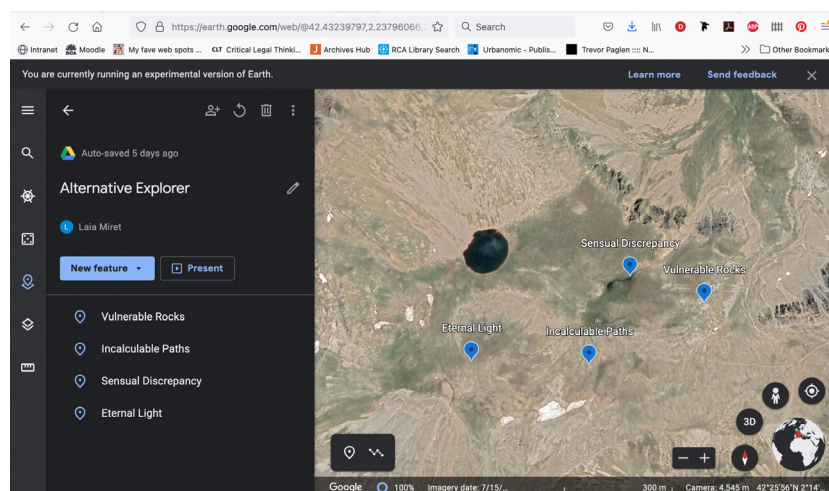 https://earth.google.com/web/@42.43239797,2.23796066,
Search
Intranet Moodle My fave web spots ... CLT Critical Legal Thinki... Archives Hub RCA Library Search Urbanomic - Publis... Trevor Paglen :::: N... Other Bookmark
You are currently running an experimental version of Earth. Learn more Send feedback
Auto-saved 5 days ago
Alternative Explorer
L Laia Miret
New feature Present
Vulnerable Rocks
Incalculable Paths
Sensual Discrepancy
Eternal Light
Sensual Discrepancy
Vulnerable Rocks
Eternal Light
Incalculable Paths
3D
Google 100% Imagery date: 7/15/... 300 m Camera: 4,545 m 42°25'56"N 2°14'...